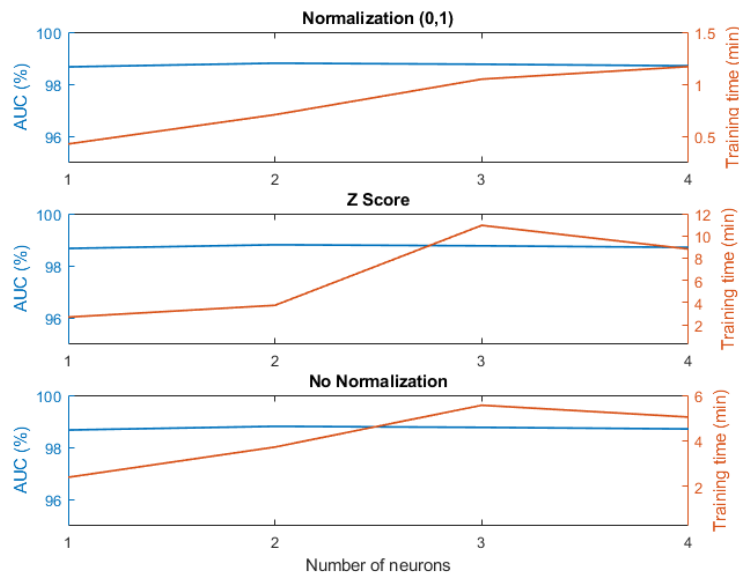 Normalization (0,1)
100
98
96
AUC (%)
1.5
1
0.5
Training time (min)
1 2 3 4
Z Score
100
98
96
AUC (%)
12
10
8
6
4
2
Training time (min)
1 2 3 4
No Normalization
100
98
96
AUC (%)
6
4
2
Training time (min)
1 2 3 4
Number of neurons